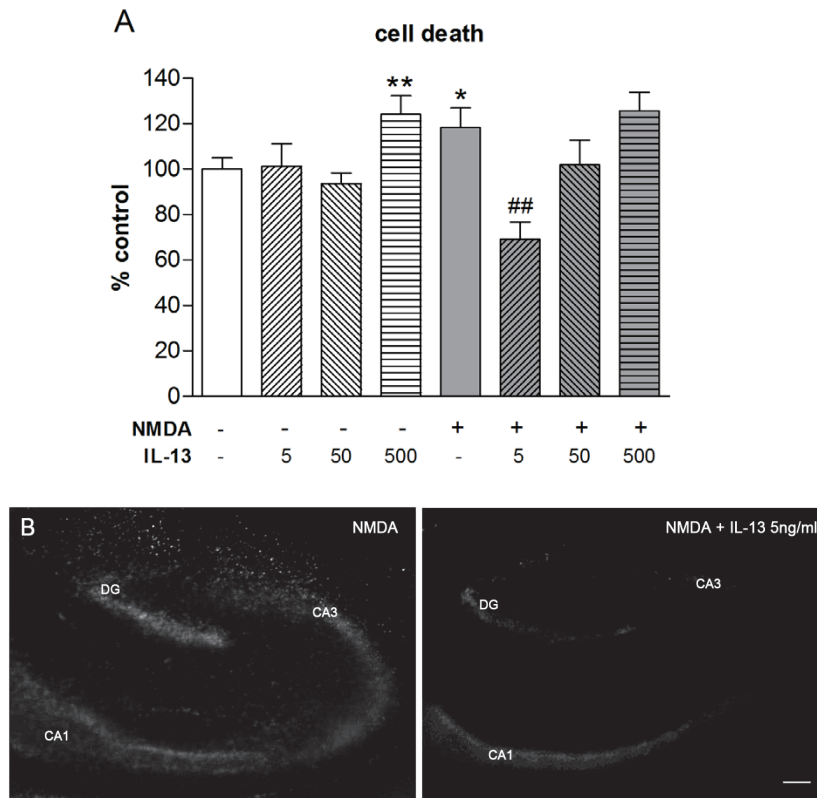 A
cell death
% control
140
120
100
80
60
40
20
0
** *
##
NMDA - - - - + + + +
IL-13 - 5 50 500 - 5 50 500
B
NMDA
DG
CA3
CA1
NMDA + IL-13 5ng/ml
CA3
DG
CA1